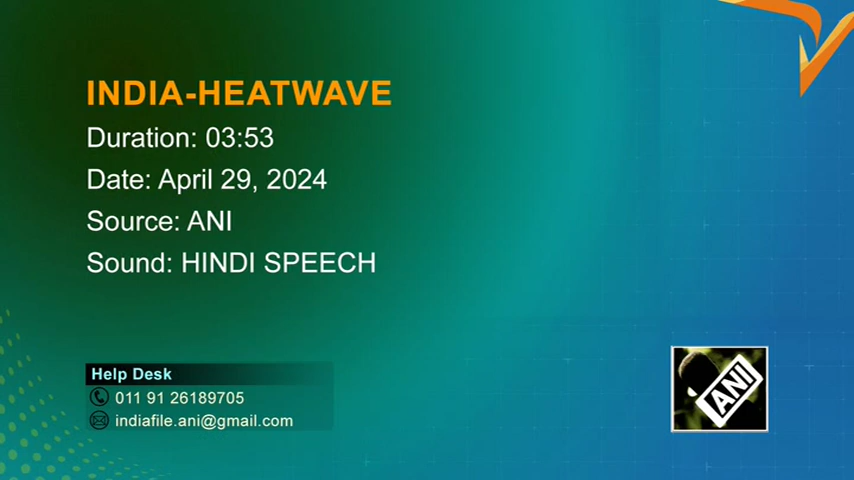 INDIA-HEATWAVE
Duration: 03:53
Date: April 29, 2024
Source: ANI
Sound: HINDI SPEECH
Help Desk
011 91 26189705
indiafile.ani@gmail.com
ANI